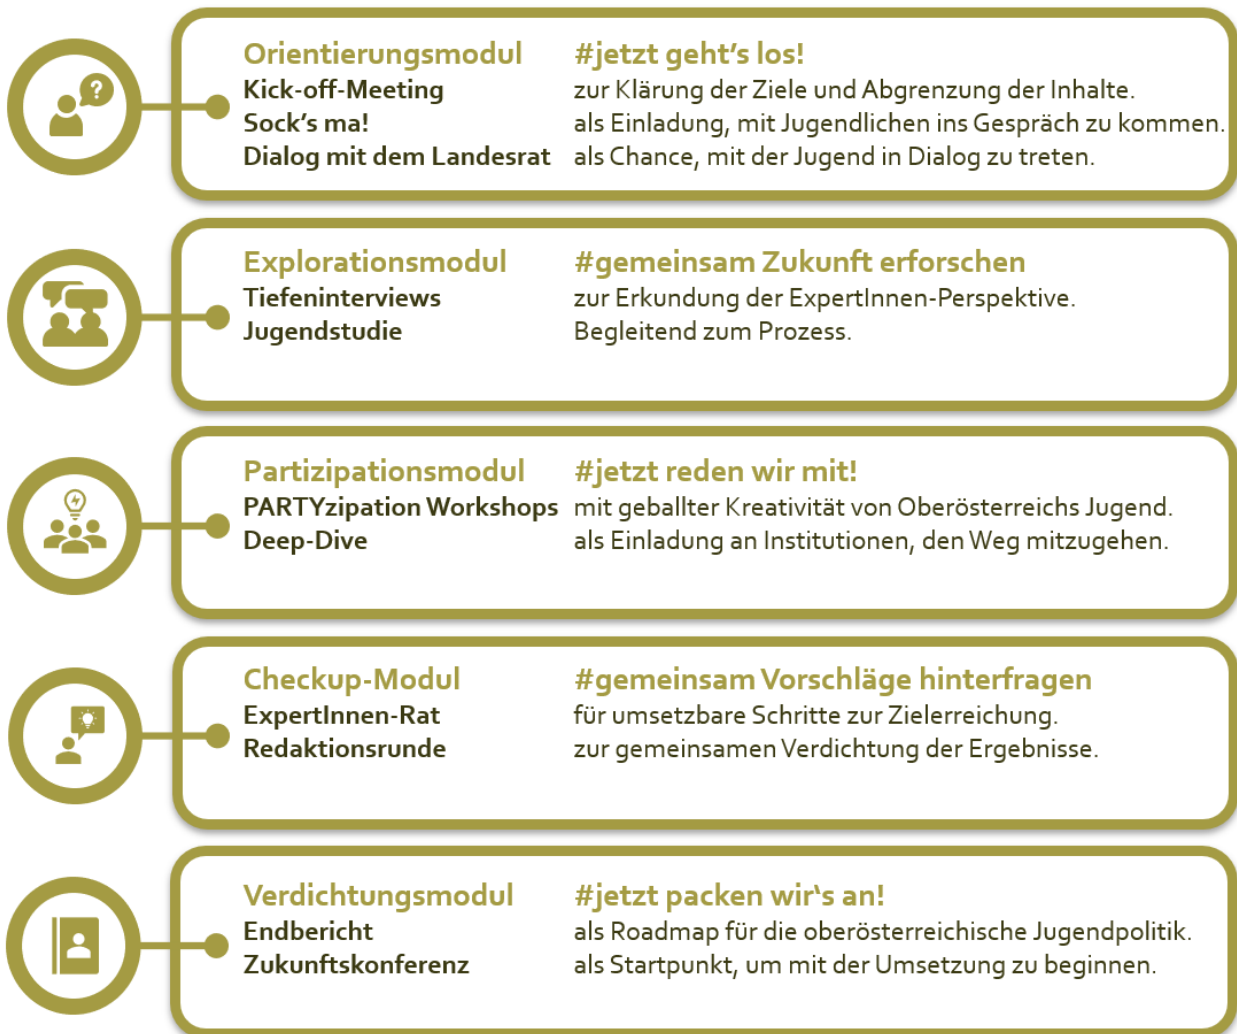 Orientierungsmodul #jetzt geht’s los!
Kick-off-Meeting zur Klärung der Ziele und Abgrenzung der Inhalte.
Sock’s ma! als Einladung, mit Jugendlichen ins Gespräch zu kommen.
Dialog mit dem Landesrat als Chance, mit der Jugend in Dialog zu treten.
Explorationsmodul #gemeinsam Zukunft erforschen
Tiefeninterviews zur Erkundung der ExpertInnen-Perspektive.
Jugendstudie Begleitend zum Prozess.
Partizipationsmodul #jetzt reden wir mit!
PARTYzipation Workshops mit geballter Kreativität von Oberösterreichs Jugend.
Deep-Dive als Einladung an Institutionen, den Weg mitzugehen.
Checkup-Modul #gemeinsam Vorschläge hinterfragen
ExpertInnen-Rat für umsetzbare Schritte zur Zielerreichung.
Redaktionsrunde zur gemeinsamen Verdichtung der Ergebnisse.
Verdichtungsmodul #jetzt packen wir‘s an!
Endbericht als Roadmap für die oberösterreichische Jugendpolitik.
Zukunftskonferenz als Startpunkt, um mit der Umsetzung zu beginnen.